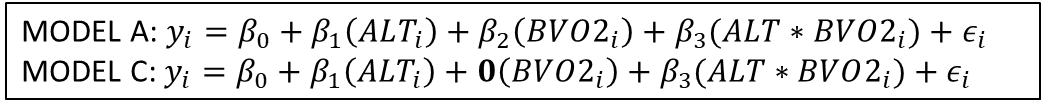 MODEL A: 𝑦ᵢ = 𝛽₀ + 𝛽₁(𝐴𝐿𝑇ᵢ) + 𝛽₂(𝐵𝑉𝑂2ᵢ) + 𝛽₃(𝐴𝐿𝑇 ∗ 𝐵𝑉𝑂2ᵢ) + 𝜖ᵢ
MODEL C: 𝑦ᵢ = 𝛽₀ + 𝛽₁(𝐴𝐿𝑇ᵢ) + 𝟎(𝐵𝑉𝑂2ᵢ) + 𝛽₃(𝐴𝐿𝑇 ∗ 𝐵𝑉𝑂2ᵢ) + 𝜖ᵢ